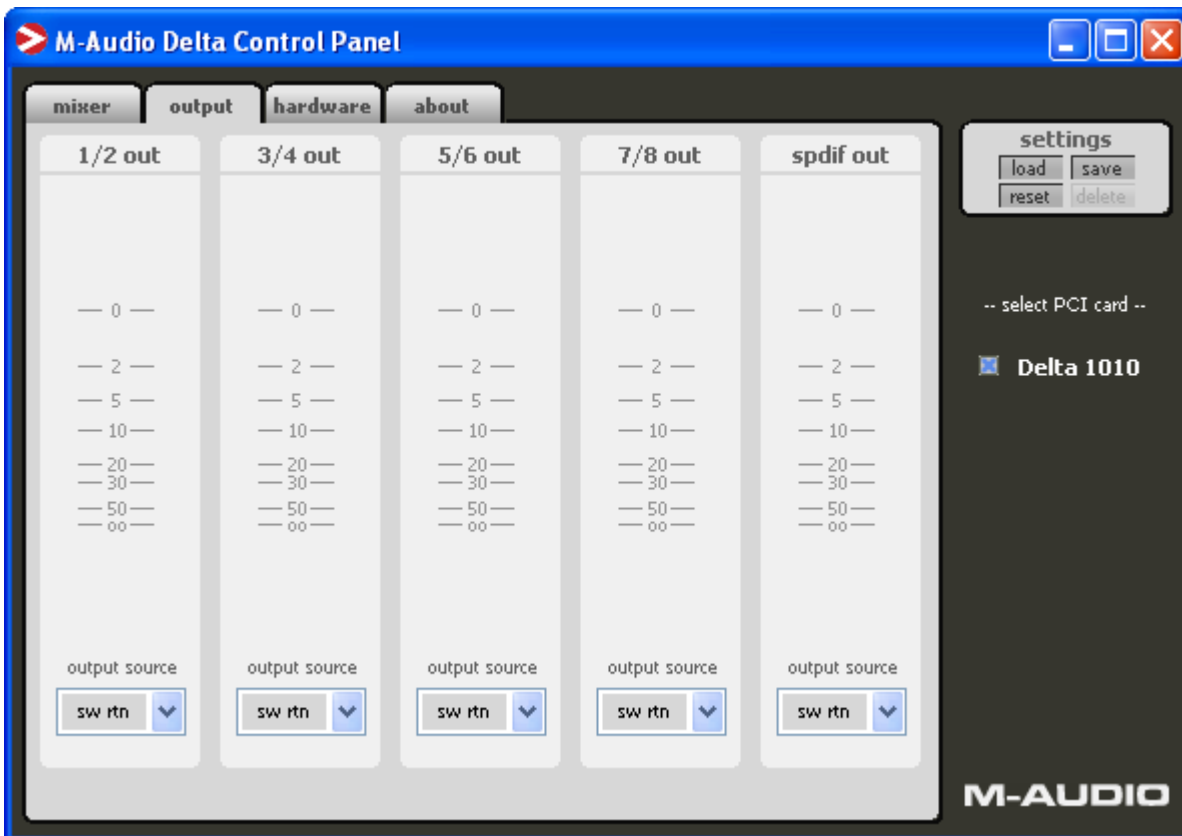 M-Audio Delta Control Panel
mixer output hardware about
1/2 out 3/4 out 5/6 out 7/8 out spdif out
settings
load save
reset delete
0 0 0 0 0
-- select PCI card --
2 2 2 2 2
Delta 1010
5 5 5 5 5
10 10 10 10 10
20 20 20 20 20
30 30 30 30 30
50 50 50 50 50
oo oo oo oo oo
output source output source output source output source output source
sw rtn sw rtn sw rtn sw rtn sw rtn
M-AUDIO